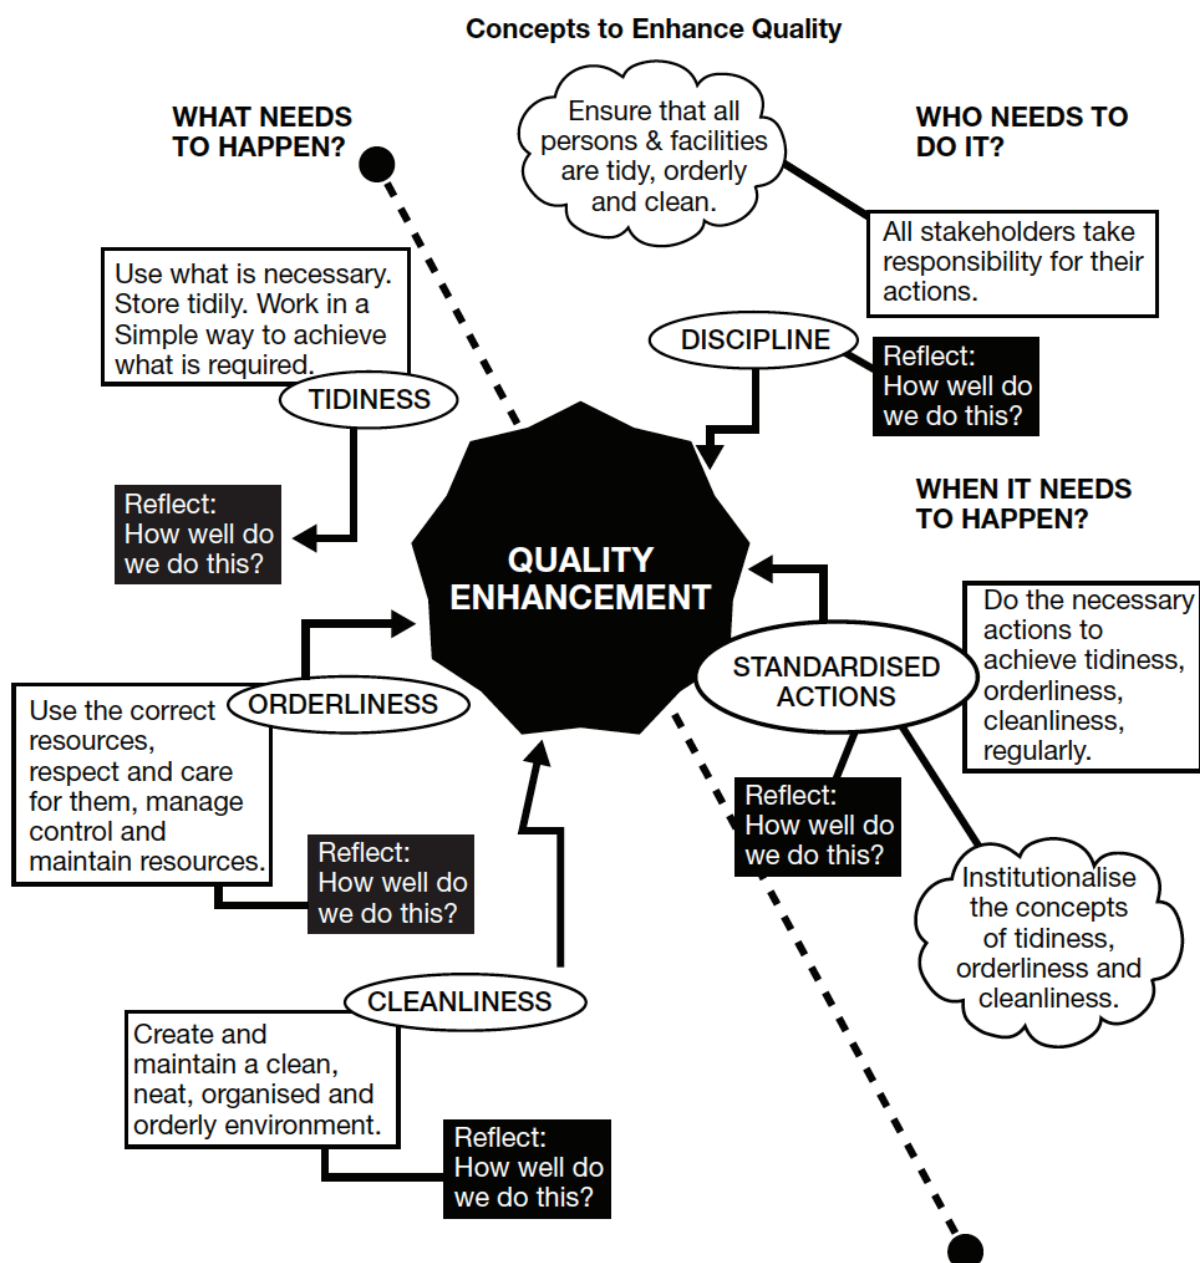 Concepts to Enhance Quality
WHAT NEEDS
TO HAPPEN?
Use what is necessary.
Store tidily. Work in a
Simple way to achieve
what is required.
TIDINESS
Reflect:
How well do
we do this?
ORDERLINESS
Use the correct
resources,
respect and care
for them, manage
control and
maintain resources.
Reflect:
How well do
we do this?
CLEANLINESS
Create and
maintain a clean,
neat, organised and
orderly environment.
Reflect:
How well do
we do this?
QUALITY
ENHANCEMENT
Ensure that all
persons & facilities
are tidy, orderly
and clean.
WHO NEEDS TO
DO IT?
All stakeholders take
responsibility for their
actions.
DISCIPLINE
Reflect:
How well do
we do this?
WHEN IT NEEDS
TO HAPPEN?
Do the necessary
actions to
achieve tidiness,
orderliness,
cleanliness,
regularly.
STANDARDISED
ACTIONS
Reflect:
How well do
we do this?
Institutionalise
the concepts
of tidiness,
orderliness and
cleanliness.